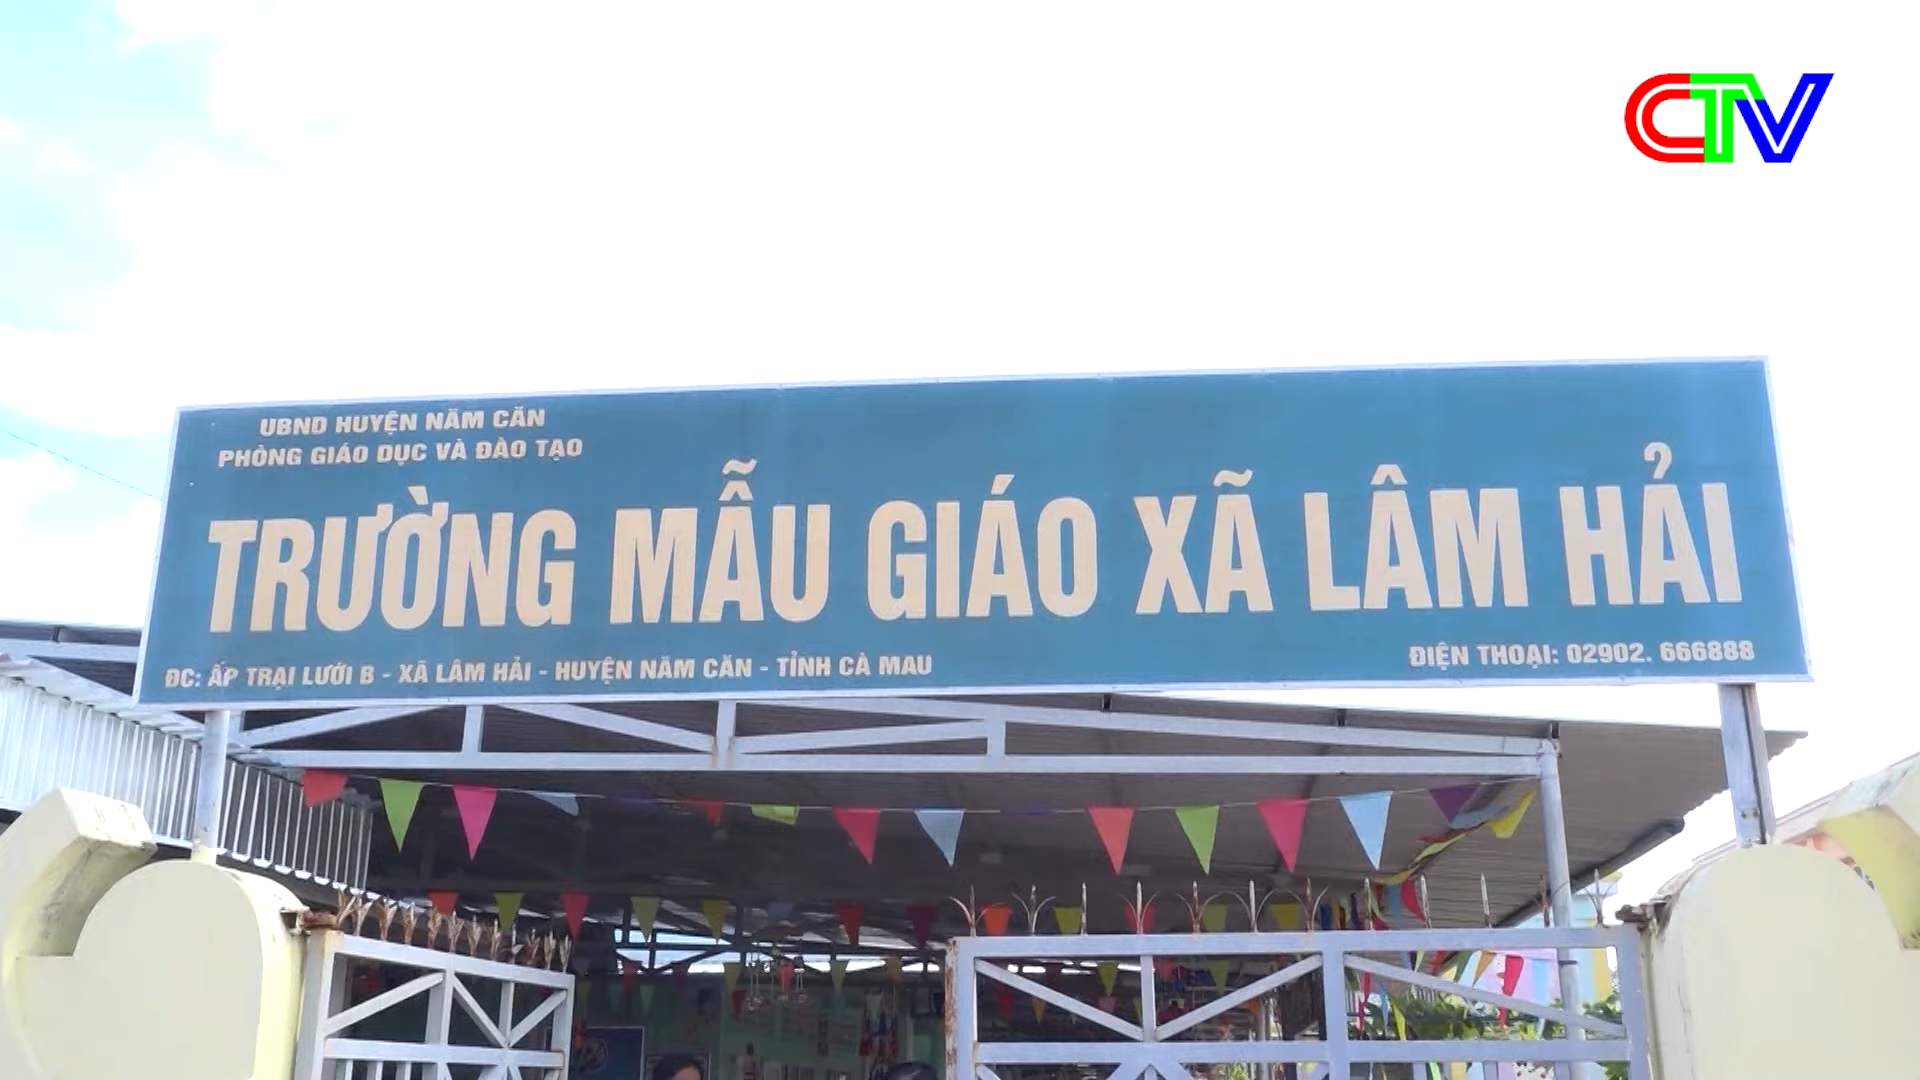 CTV
UBND HUYỆN NĂM CĂN
PHÒNG GIÁO DỤC VÀ ĐÀO TẠO
TRƯỜNG MẪU GIÁO XÃ LÂM HẢI
ĐC: ẤP TRẠI LƯỚI B - XÃ LÂM HẢI - HUYỆN NĂM CĂN - TỈNH CÀ MAU
ĐIỆN THOẠI: 02902. 666888